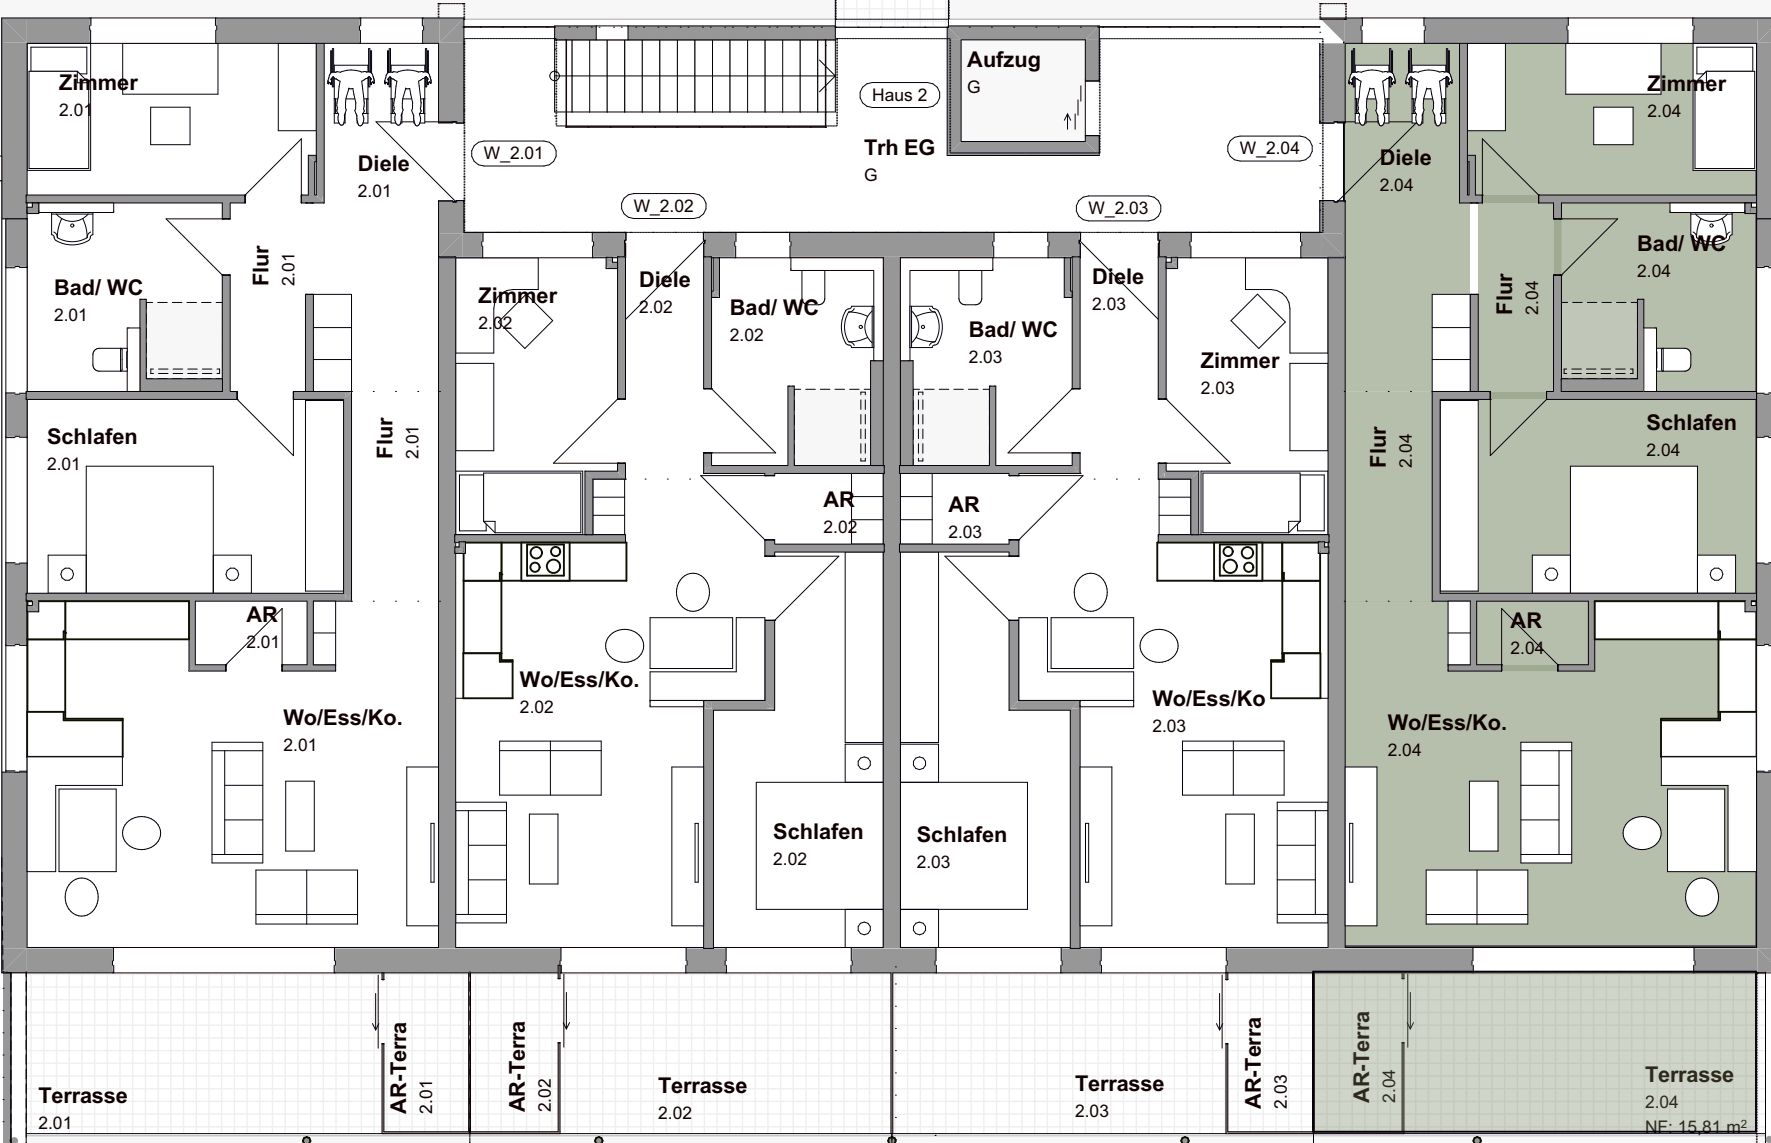 Zimmer
2.01
Diele
2.01
W_2.01
Haus 2
Aufzug
G
Trh EG
G
W_2.04
W_2.02
W_2.03
Diele
2.04
Zimmer
2.04
Bad/ WC
2.01
Flur
2.01
Zimmer
2.02
Diele
2.02
Bad/ WC
2.02
Bad/ WC
2.03
Diele
2.03
Zimmer
2.03
Flur
2.04
Bad/ WC
2.04
Schlafen
2.01
Flur
2.01
AR
2.02
AR
2.03
Flur
2.04
Schlafen
2.04
AR
2.01
AR
2.04
Wo/Ess/Ko.
2.01
Wo/Ess/Ko.
2.02
Wo/Ess/Ko
2.03
Wo/Ess/Ko.
2.04
Schlafen
2.02
Schlafen
2.03
Terrasse
2.01
AR-Terra
2.01
AR-Terra
2.02
Terrasse
2.02
Terrasse
2.03
AR-Terra
2.03
AR-Terra
2.04
Terrasse
2.04
NF: 15,81 m²